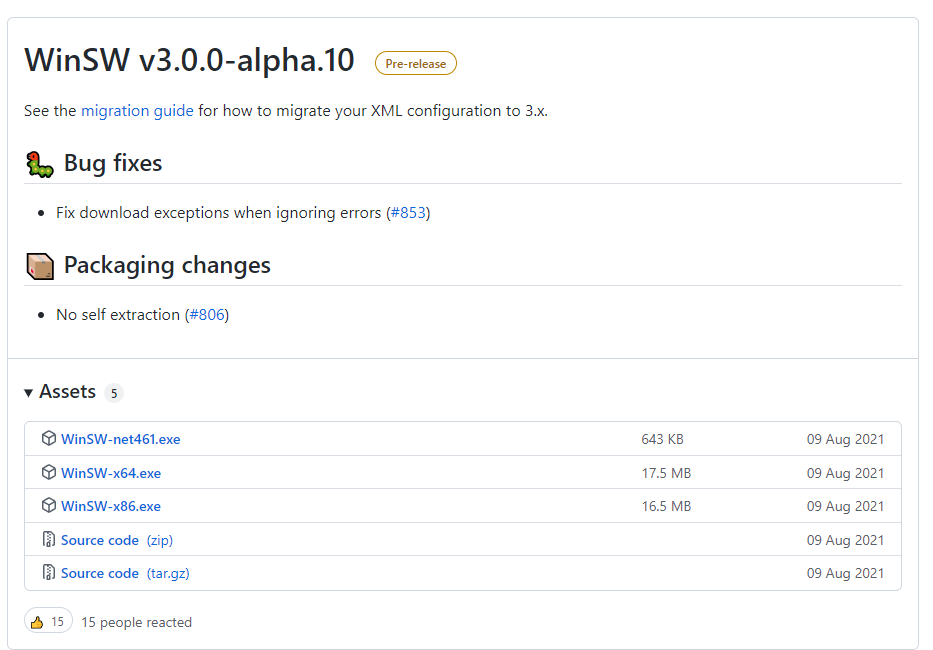 WinSW v3.0.0-alpha.10 Pre-release
See the migration guide for how to migrate your XML configuration to 3.x.
Bug fixes
Fix download exceptions when ignoring errors (#853)
Packaging changes
No self extraction (#806)
Assets 5
WinSW-net461.exe 643 KB 09 Aug 2021
WinSW-x64.exe 17.5 MB 09 Aug 2021
WinSW-x86.exe 16.5 MB 09 Aug 2021
Source code (zip) 09 Aug 2021
Source code (tar.gz) 09 Aug 2021
15 15 people reacted